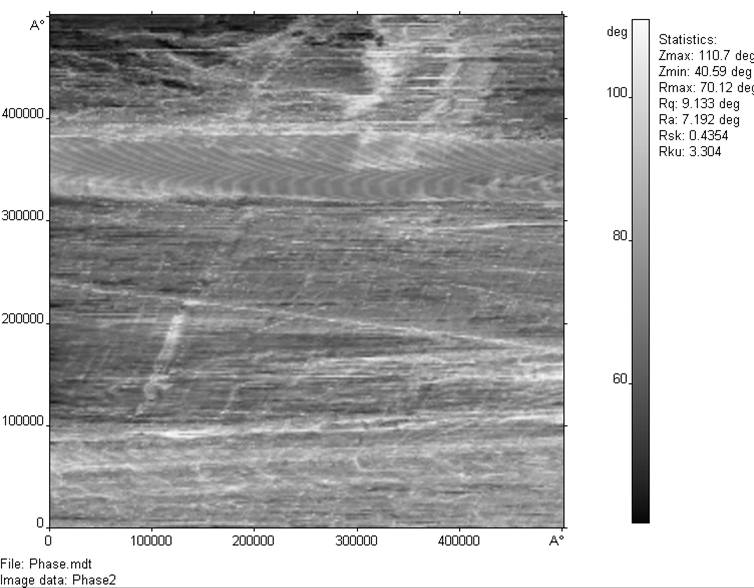 A°
400000
300000
200000
100000
0
0
100000
200000
300000
400000
A°
deg
100
80
60
Statistics:
Zmax: 110.7 deg
Zmin: 40.59 deg
Rmax: 70.12 deg
Rq: 9.133 deg
Ra: 7.192 deg
Rsk: 0.4354
Rku: 3.304
File: Phase.mdt
Image data: Phase2